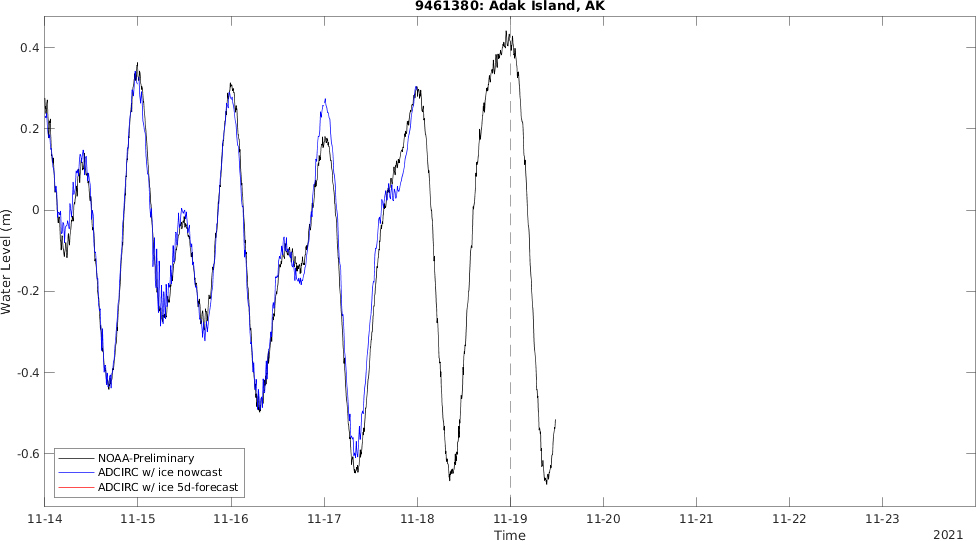 9461380: Adak Island, AK
Water Level (m)
0.4
0.2
0
-0.2
-0.4
-0.6
NOAA-Preliminary
ADCIRC w/ ice nowcast
ADCIRC w/ ice 5d-forecast
11-14 11-15 11-16 11-17 11-18 11-19 11-20 11-21 11-22 11-23
Time
2021